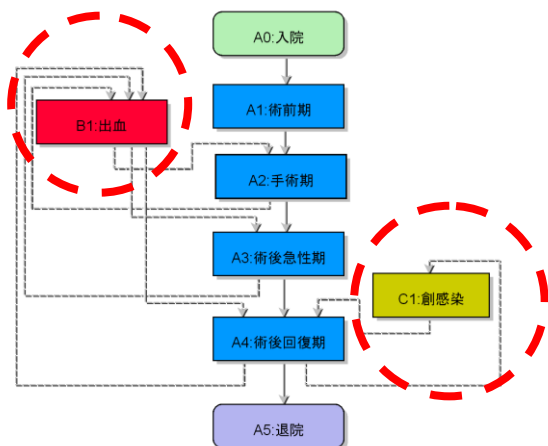 A0:入院
A1:術前期
B1:出血
A2:手術期
A3:術後急性期
C1:創感染
A4:術後回復期
A5:退院